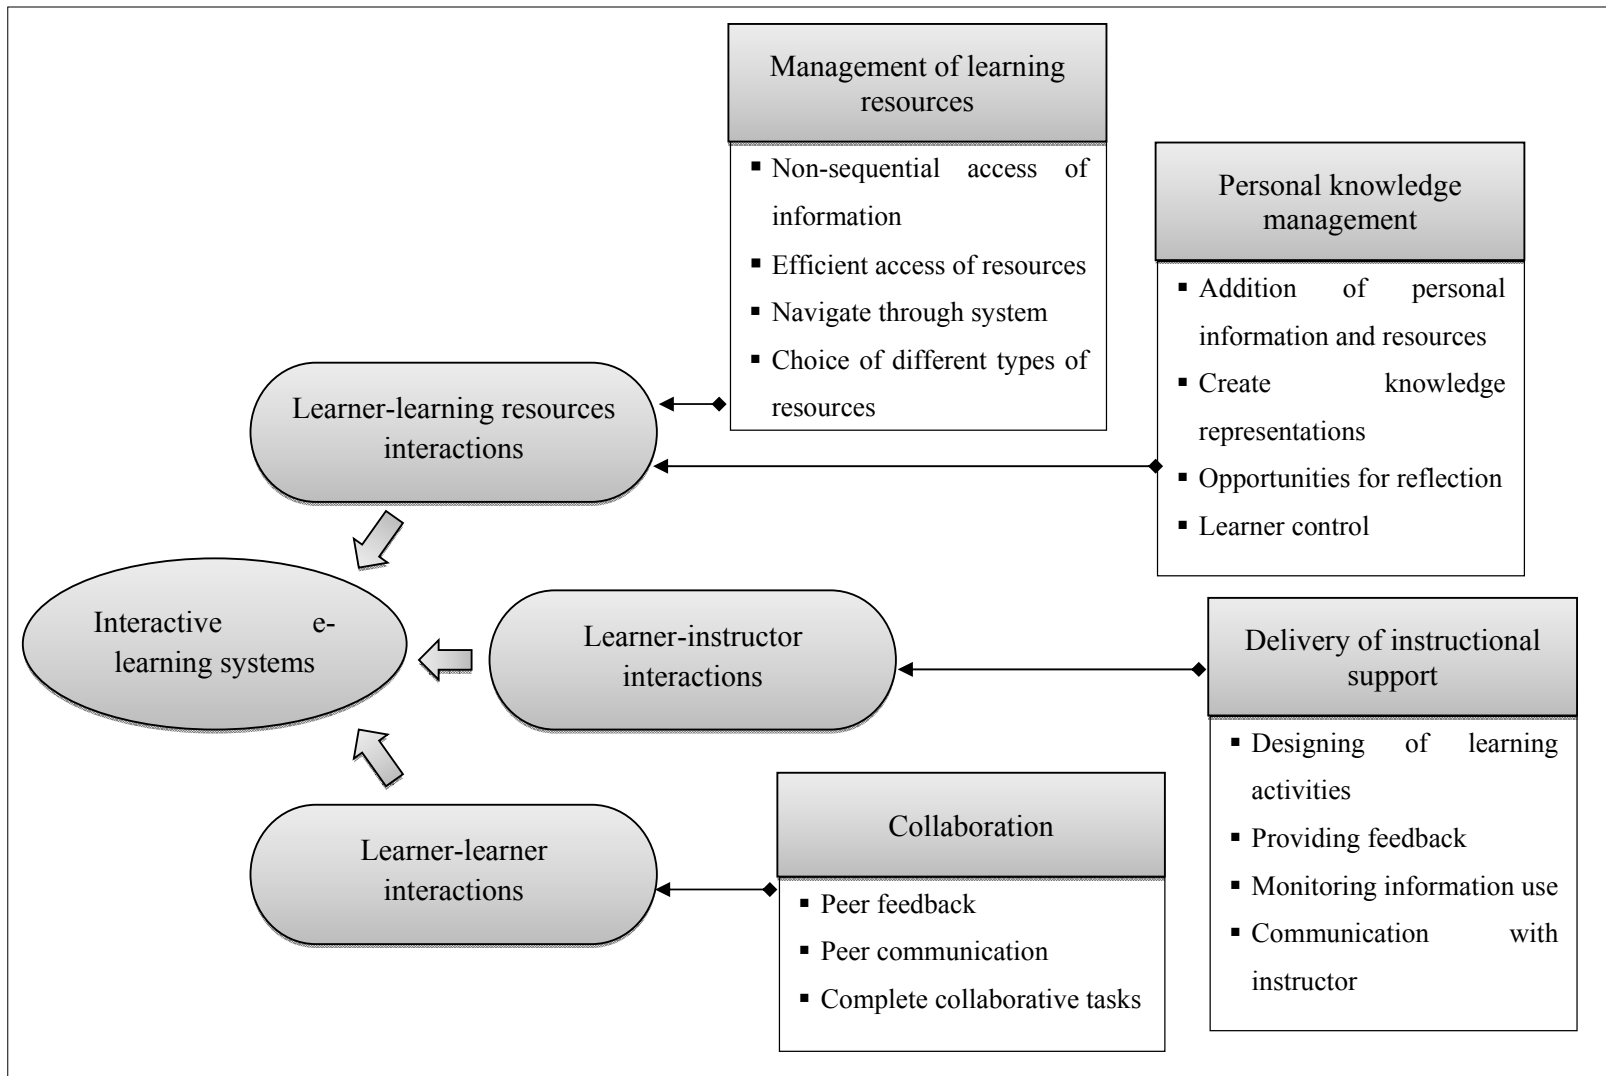 Management of learning
resources
▪ Non-sequential access of
information
▪ Efficient access of resources
▪ Navigate through system
▪ Choice of different types of
resources
Personal knowledge
management
▪ Addition of personal
information and resources
▪ Create knowledge
representations
▪ Opportunities for reflection
▪ Learner control
Learner-learning resources
interactions
Interactive e-
learning systems
Learner-instructor
interactions
Delivery of instructional
support
▪ Designing of learning
activities
▪ Providing feedback
▪ Monitoring information use
▪ Communication with
instructor
Learner-learner
interactions
Collaboration
▪ Peer feedback
▪ Peer communication
▪ Complete collaborative tasks